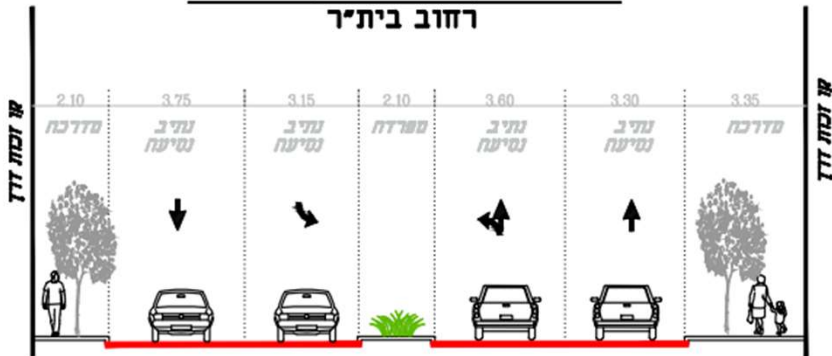 רחוב בית״ר
2.10 3.75 3.15 2.10 3.60 3.30 3.35
מדרכה נתיב נתיב מפרדה נתיב נתיב מדרכה
נסיעה נסיעה נסיעה נסיעה
קו זכות דרך
קו זכות דרך